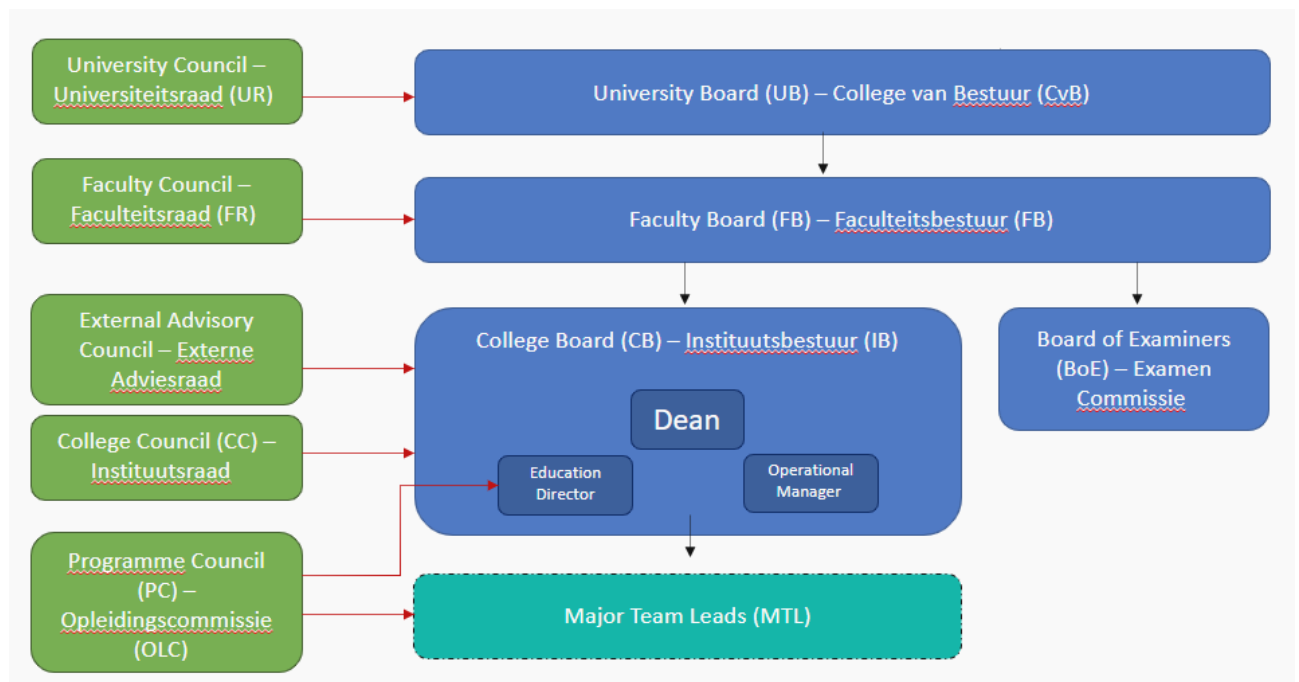 University Council –
Universiteitsraad (UR)
University Board (UB) – College van Bestuur (CvB)
Faculty Council –
Faculteitsraad (FR)
Faculty Board (FB) – Faculteitsbestuur (FB)
External Advisory
Council – Externe
Adviesraad
College Board (CB) – Instituutsbestuur (IB)
Board of Examiners
(BoE) – Examen
Commissie
Dean
College Council (CC) –
Instituutsraad
Education
Director
Operational
Manager
Programme Council
(PC) –
Opleidingscommissie
(OLC)
Major Team Leads (MTL)